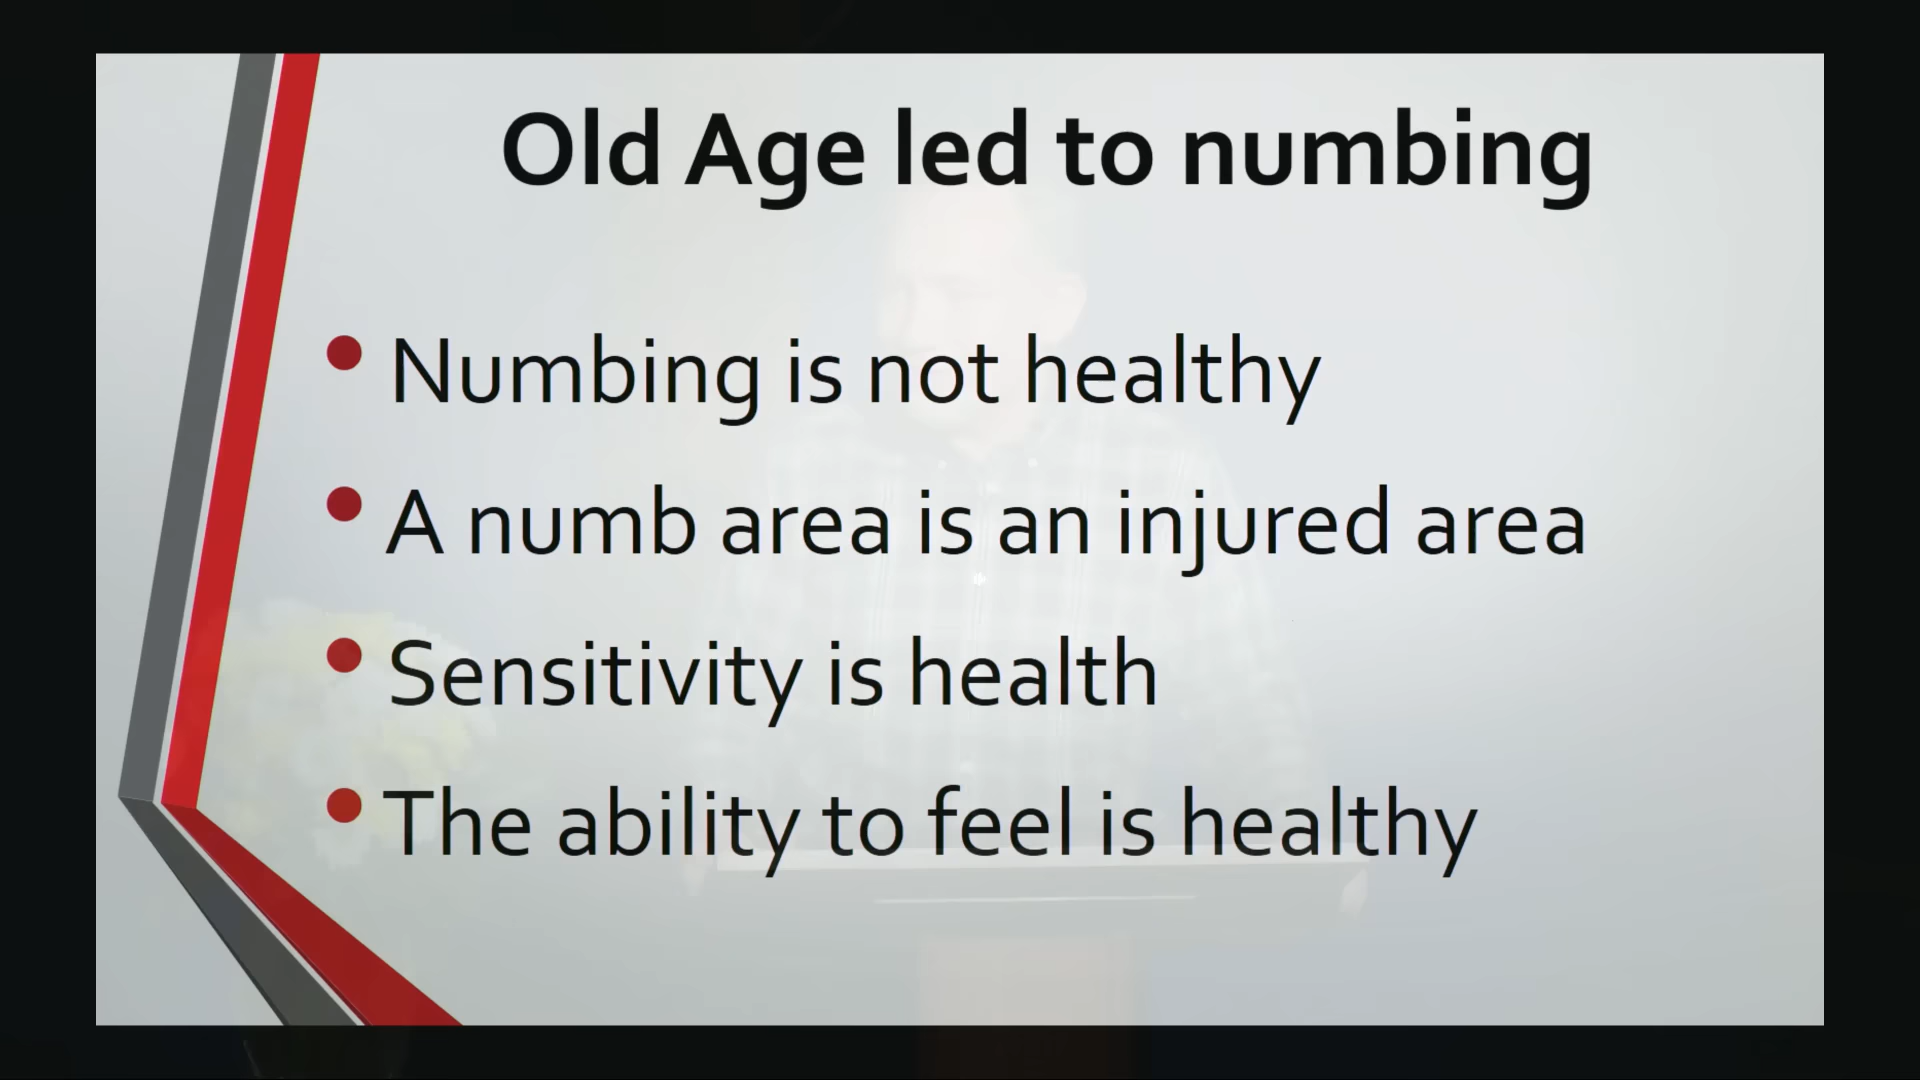 Old Age led to numbing
• Numbing is not healthy
• A numb area is an injured area
• Sensitivity is health
• The ability to feel is healthy